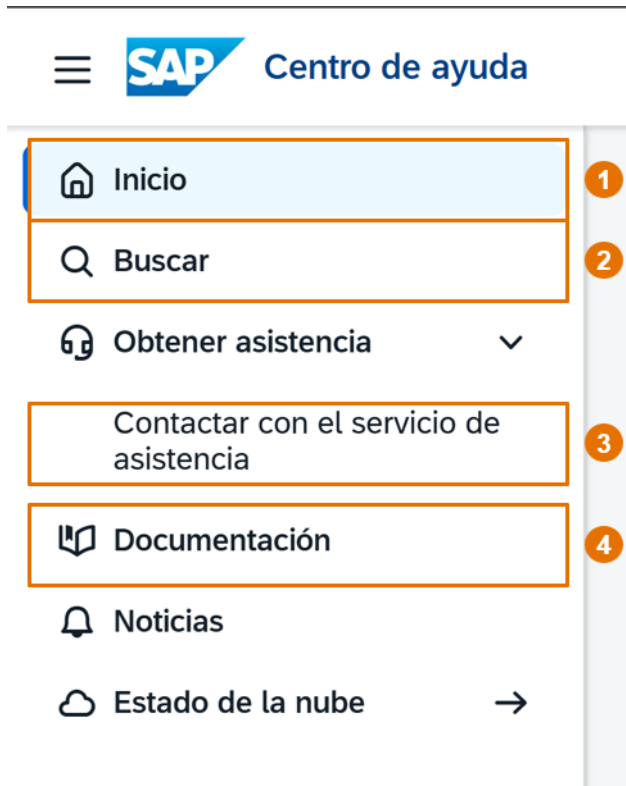 SAP Centro de ayuda
Inicio
1
Buscar
2
Obtener asistencia
Contactar con el servicio de
asistencia
3
Documentación
4
Noticias
Estado de la nube